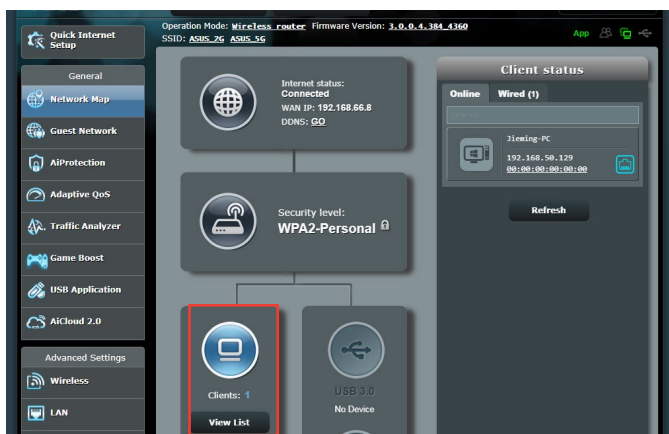 Quick Internet
Setup
Operation Mode: Wireless router Firmware Version: 3.0.0.4.384_4360
SSID: ASUS_2G ASUS_5G
App
General
Network Map
Guest Network
AiProtection
Adaptive QoS
Traffic Analyzer
Game Boost
USB Application
AiCloud 2.0
Advanced Settings
Wireless
LAN
Internet status:
Connected
WAN IP: 192.168.66.8
DDNS: GO
Security level:
WPA2-Personal
Clients: 1
View List
USB 3.0
No Device
Client status
Online Wired (1)
Jieming-PC
192.168.50.129
00:00:00:00:00:00
Refresh